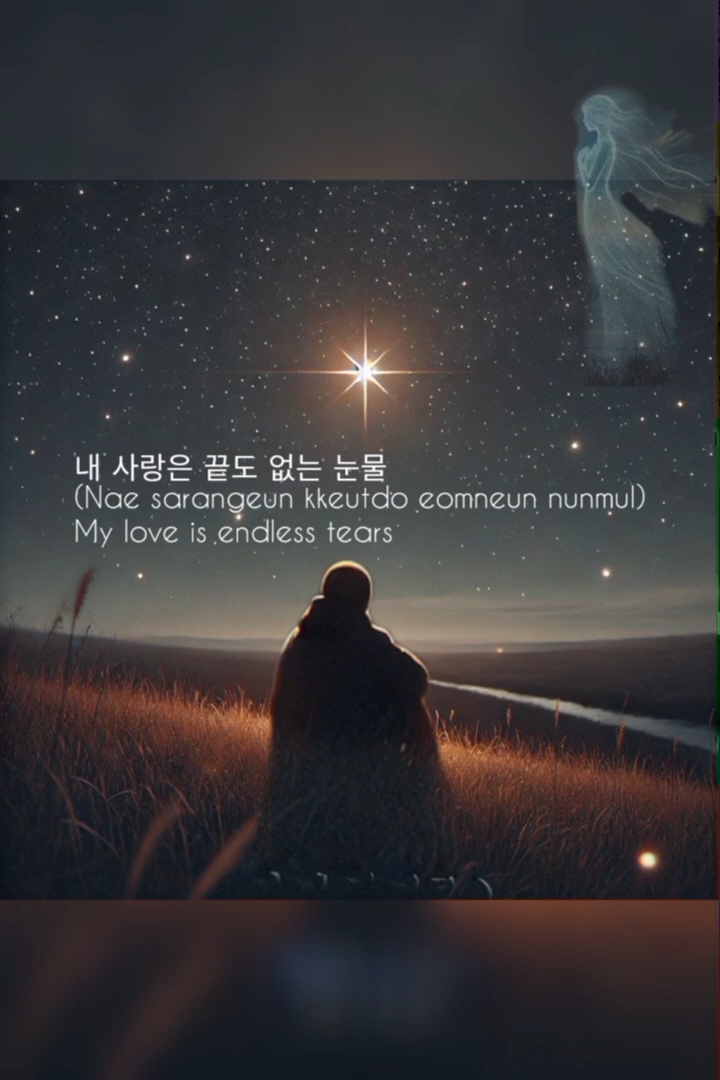 내 사랑은 끝도 없는 눈물
(Nae sarangeun kkeutdo eomneun nunmul)
My love is endless tears